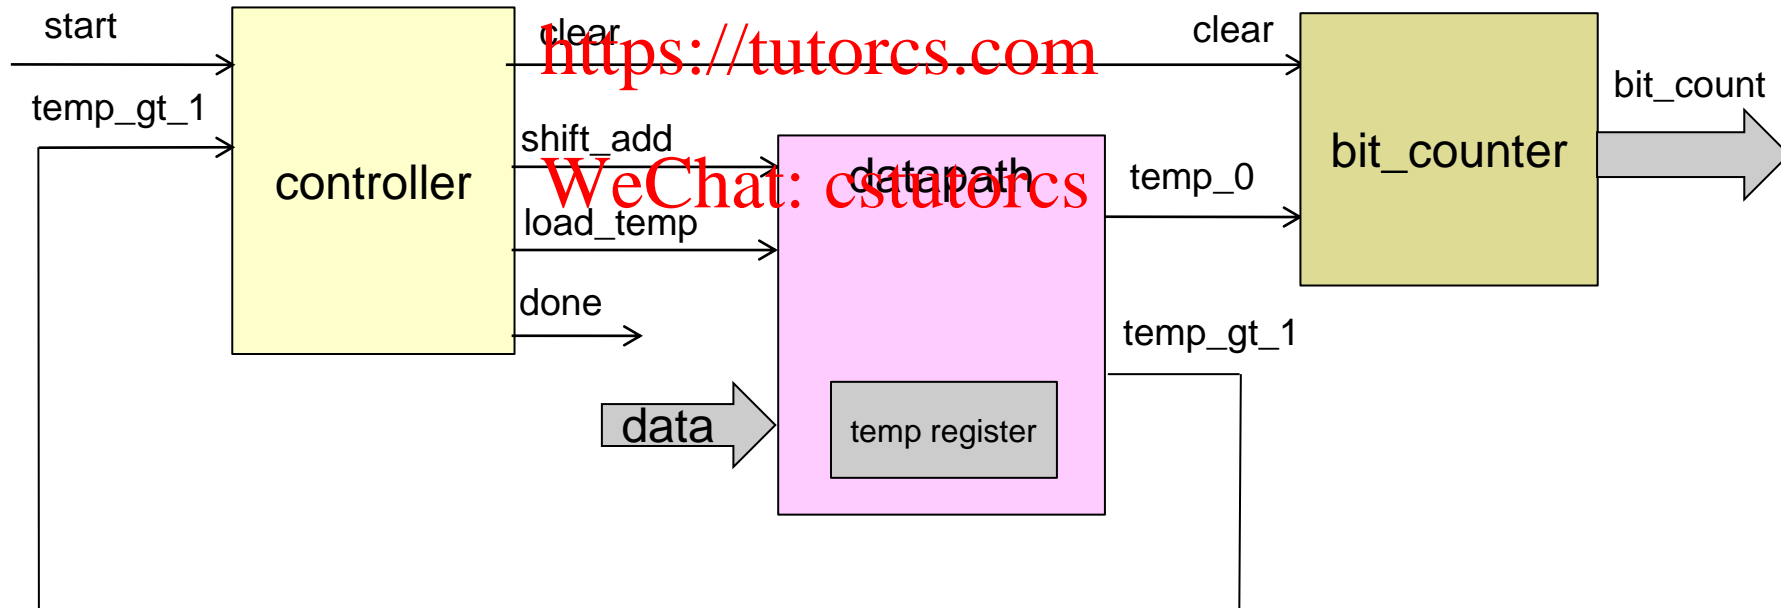 start
clear
https://tutorcs.com
clear
bit_count
temp_gt_1
shift_add
bit_counter
controller
WeChat: cstutorcs
datapath
temp_0
load_temp
done
temp_gt_1
data
temp register